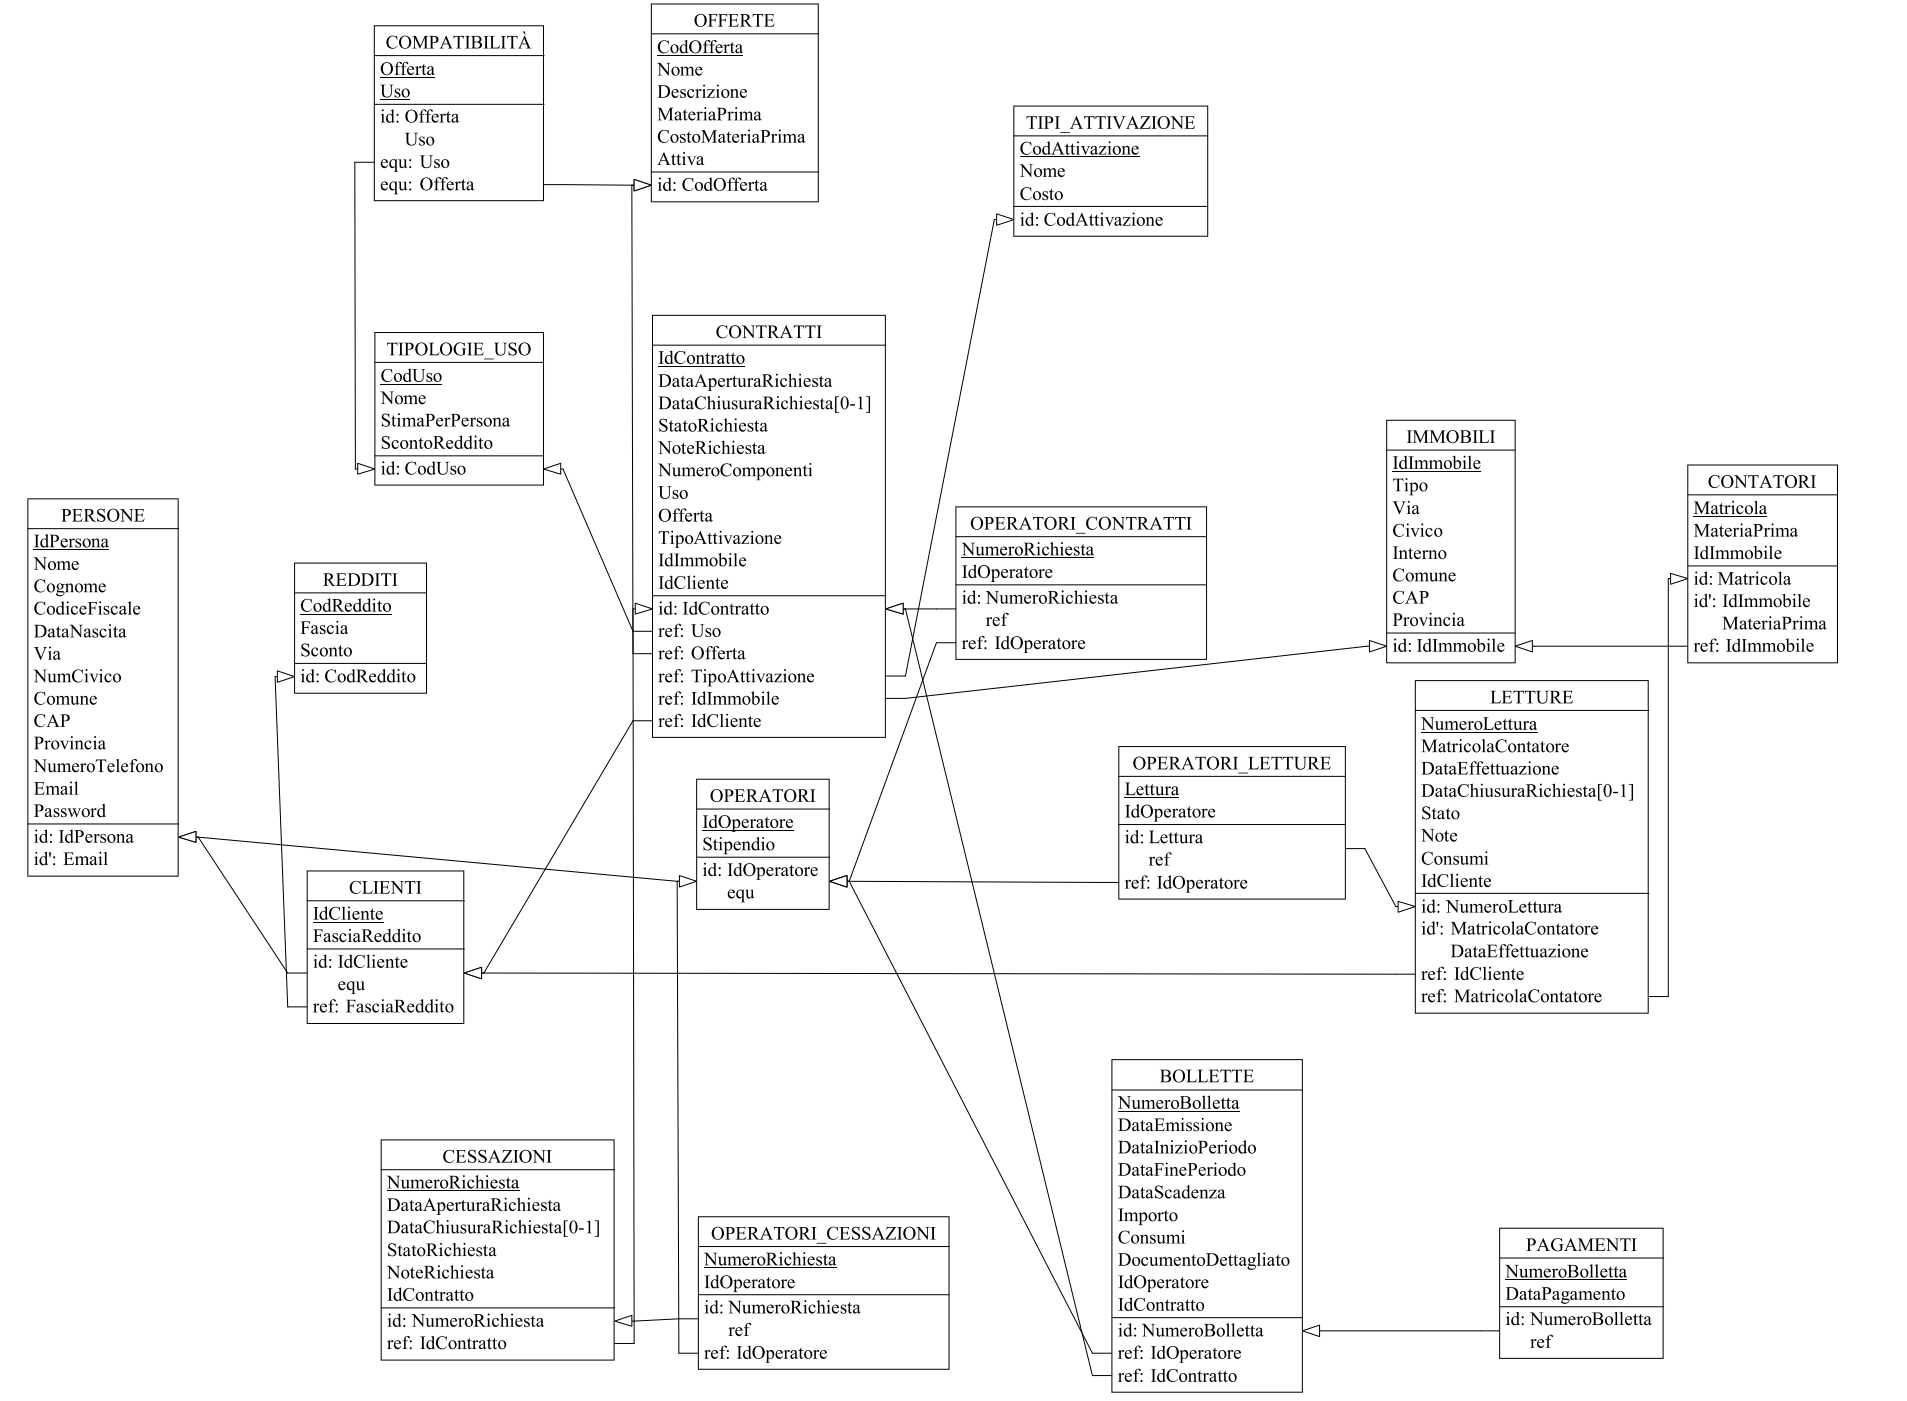 COMPATIBILITÀ
Offerta
Uso
id: Offerta
Uso
equ: Uso
equ: Offerta
OFFERTE
CodOfferta
Nome
Descrizione
MateriaPrima
CostoMateriaPrima
Attiva
id: CodOfferta
TIPI_ATTIVAZIONE
CodAttivazione
Nome
Costo
id: CodAttivazione
TIPOLOGIE_USO
CodUso
Nome
StimaPerPersona
ScontoReddito
id: CodUso
CONTRATTI
IdContratto
DataAperturaRichiesta
DataChiusuraRichiesta[0-1]
StatoRichiesta
NoteRichiesta
NumeroComponenti
Uso
Offerta
TipoAttivazione
IdImmobile
IdCliente
id: IdContratto
ref: Uso
ref: Offerta
ref: TipoAttivazione
ref: IdImmobile
ref: IdCliente
IMMOBILI
IdImmobile
Tipo
Via
Civico
Interno
Comune
CAP
Provincia
id: IdImmobile
CONTATORI
Matricola
MateriaPrima
IdImmobile
id: Matricola
id': IdImmobile
MateriaPrima
ref: IdImmobile
PERSONE
IdPersona
Nome
Cognome
CodiceFiscale
DataNascita
Via
NumCivico
Comune
CAP
Provincia
NumeroTelefono
Email
Password
id: IdPersona
id': Email
REDDITI
CodReddito
Fascia
Sconto
id: CodReddito
OPERATORI_CONTRATTI
NumeroRichiesta
IdOperatore
id: NumeroRichiesta
ref
ref: IdOperatore
LETTURE
NumeroLettura
MatricolaContatore
DataEffettuazione
DataChiusuraRichiesta[0-1]
Stato
Note
Consumi
IdCliente
id: NumeroLettura
id': MatricolaContatore
DataEffettuazione
ref: IdCliente
ref: MatricolaContatore
OPERATORI_LETTURE
Lettura
IdOperatore
id: Lettura
ref
ref: IdOperatore
OPERATORI
IdOperatore
Stipendio
id: IdOperatore
equ
CLIENTI
IdCliente
FasciaReddito
id: IdCliente
equ
ref: FasciaReddito
BOLLETTE
NumeroBolletta
DataEmissione
DataInizioPeriodo
DataFinePeriodo
DataScadenza
Importo
Consumi
DocumentoDettagliato
IdOperatore
IdContratto
id: NumeroBolletta
ref: IdOperatore
ref: IdContratto
CESSAZIONI
NumeroRichiesta
DataAperturaRichiesta
DataChiusuraRichiesta[0-1]
StatoRichiesta
NoteRichiesta
IdContratto
id: NumeroRichiesta
ref: IdContratto
OPERATORI_CESSAZIONI
NumeroRichiesta
IdOperatore
id: NumeroRichiesta
ref
ref: IdOperatore
PAGAMENTI
NumeroBolletta
DataPagamento
id: NumeroBolletta
ref